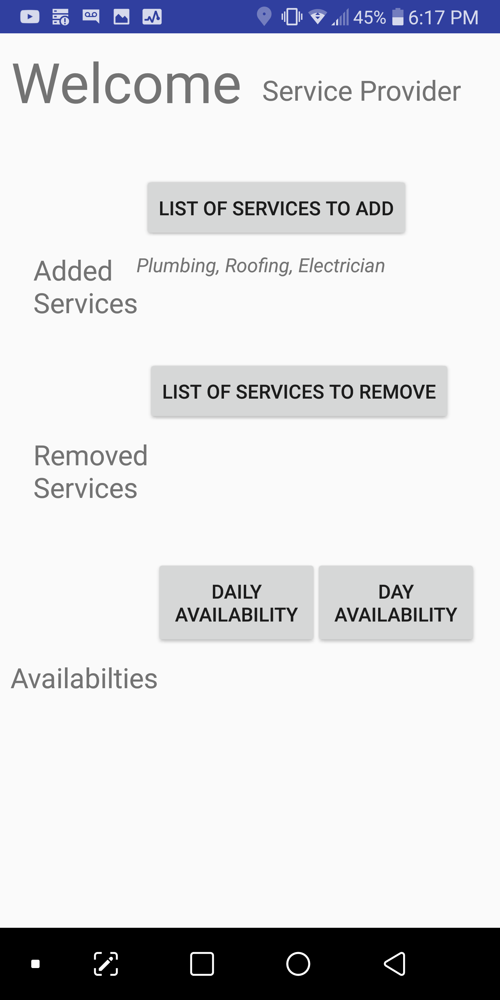 45% 6:17 PM
Welcome Service Provider
LIST OF SERVICES TO ADD
Added Plumbing, Roofing, Electrician
Services
LIST OF SERVICES TO REMOVE
Removed
Services
DAILY
AVAILABILITY
DAY
AVAILABILITY
Availabilties